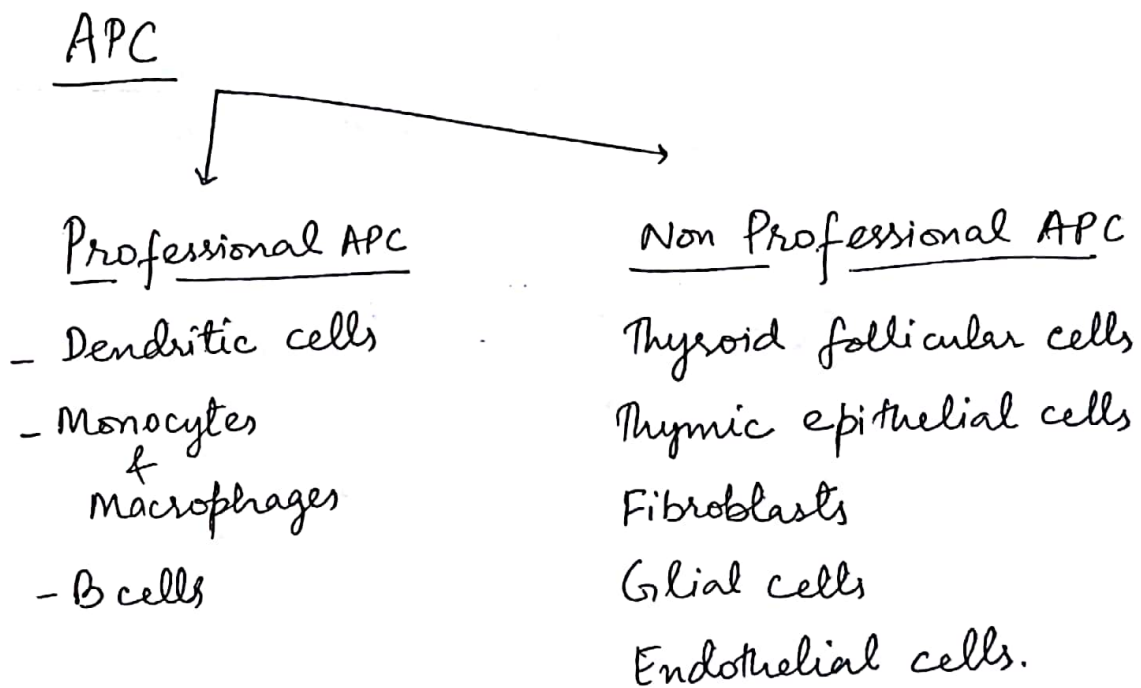 APC
Professional APC
- Dendritic cells
- Monocytes
&
Macrophages
- B cells
Non Professional APC
Thyroid follicular cells
Thymic epithelial cells
Fibroblasts
Glial cells
Endothelial cells.